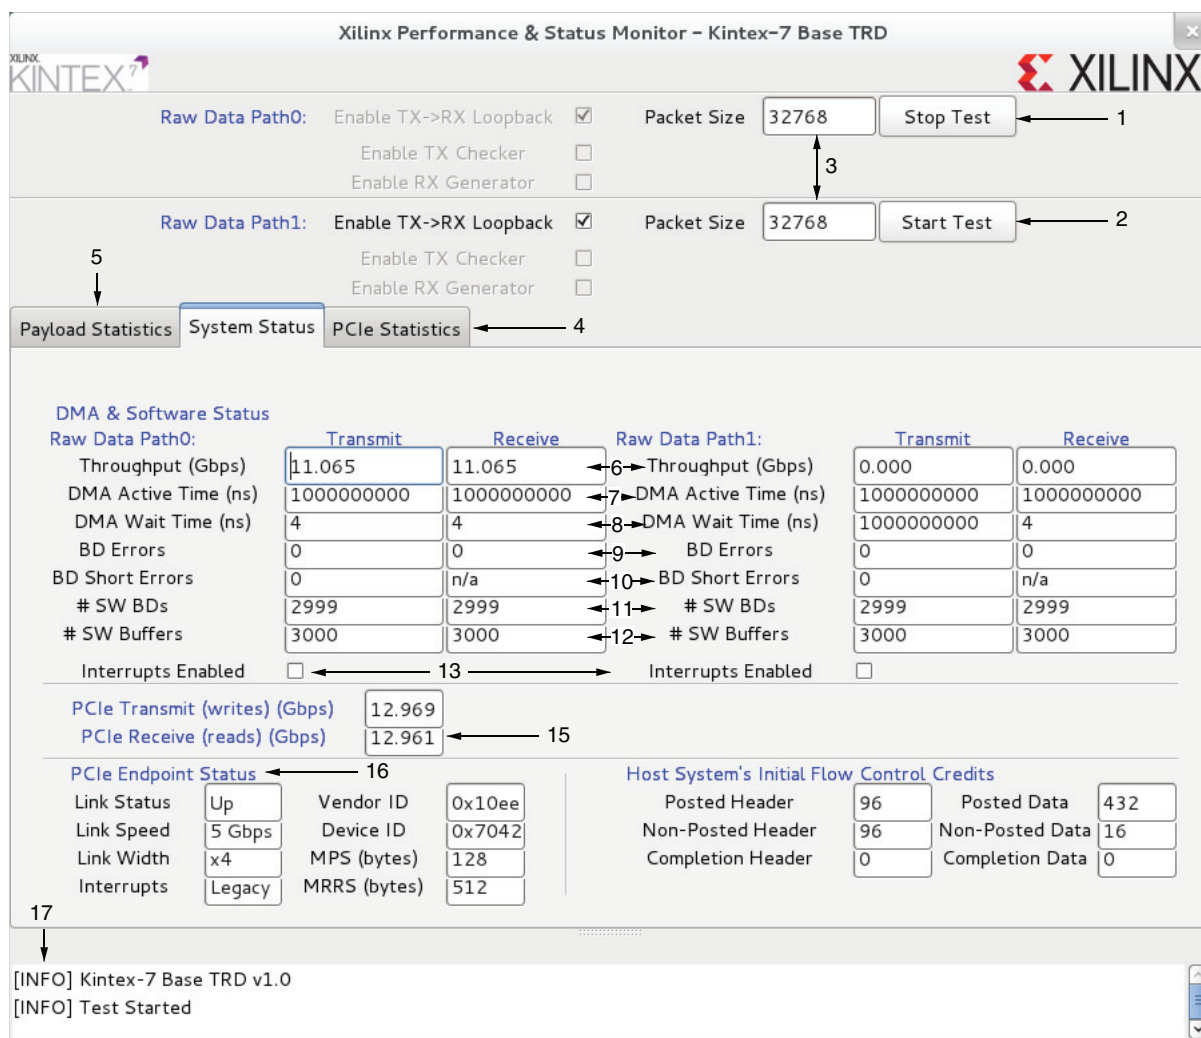 Xilinx Performance & Status Monitor – Kintex-7 Base TRD
XILINX
KINTEX 7
XILINX
Raw Data Path0: Enable TX->RX Loopback Packet Size 32768 Stop Test 1
Enable TX Checker
3
Enable RX Generator
Raw Data Path1: Enable TX->RX Loopback Packet Size 32768 Start Test 2
Enable TX Checker
Enable RX Generator
5
Payload Statistics System Status PCIe Statistics 4
DMA & Software Status
Raw Data Path0: Transmit Receive Raw Data Path1: Transmit Receive
Throughput (Gbps) 11.065 11.065 6 Throughput (Gbps) 0.000 0.000
DMA Active Time (ns) 1000000000 1000000000 7 DMA Active Time (ns) 1000000000 1000000000
DMA Wait Time (ns) 4 4 8 DMA Wait Time (ns) 1000000000 4
BD Errors 0 0 9 BD Errors 0 0
BD Short Errors 0 n/a 10 BD Short Errors 0 n/a
# SW BDs 2999 2999 11 # SW BDs 2999 2999
# SW Buffers 3000 3000 12 # SW Buffers 3000 3000
Interrupts Enabled 13 Interrupts Enabled
PCIe Transmit (writes) (Gbps) 12.969
PCIe Receive (reads) (Gbps) 12.961 15
PCIe Endpoint Status 16 Host System's Initial Flow Control Credits
Link Status Up Vendor ID 0x10ee Posted Header 96 Posted Data 432
Link Speed 5 Gbps Device ID 0x7042 Non-Posted Header 96 Non-Posted Data 16
Link Width x4 MPS (bytes) 128 Completion Header 0 Completion Data 0
Interrupts Legacy MRRS (bytes) 512
17
[INFO] Kintex-7 Base TRD v1.0
[INFO] Test Started